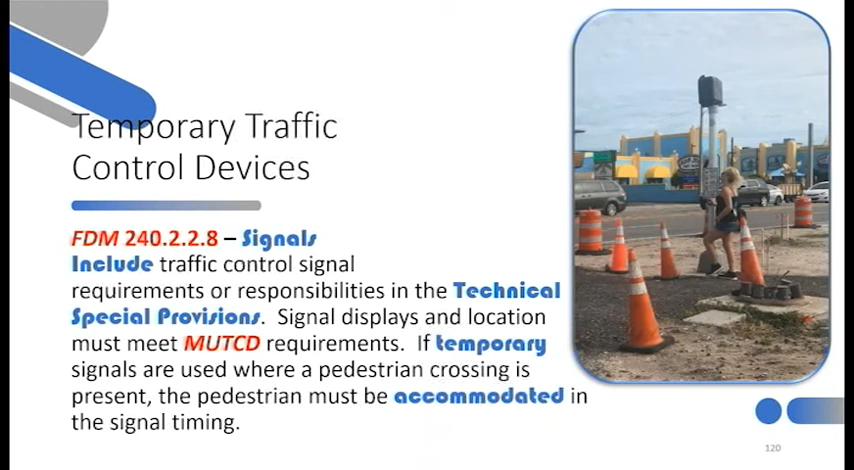 Temporary Traffic
Control Devices
FDM 240.2.2.8 – Signals
Include traffic control signal
requirements or responsibilities in the Technical
Special Provisions.  Signal displays and location
must meet MUTCD requirements.  If temporary
signals are used where a pedestrian crossing is
present, the pedestrian must be accommodated in
the signal timing.
120